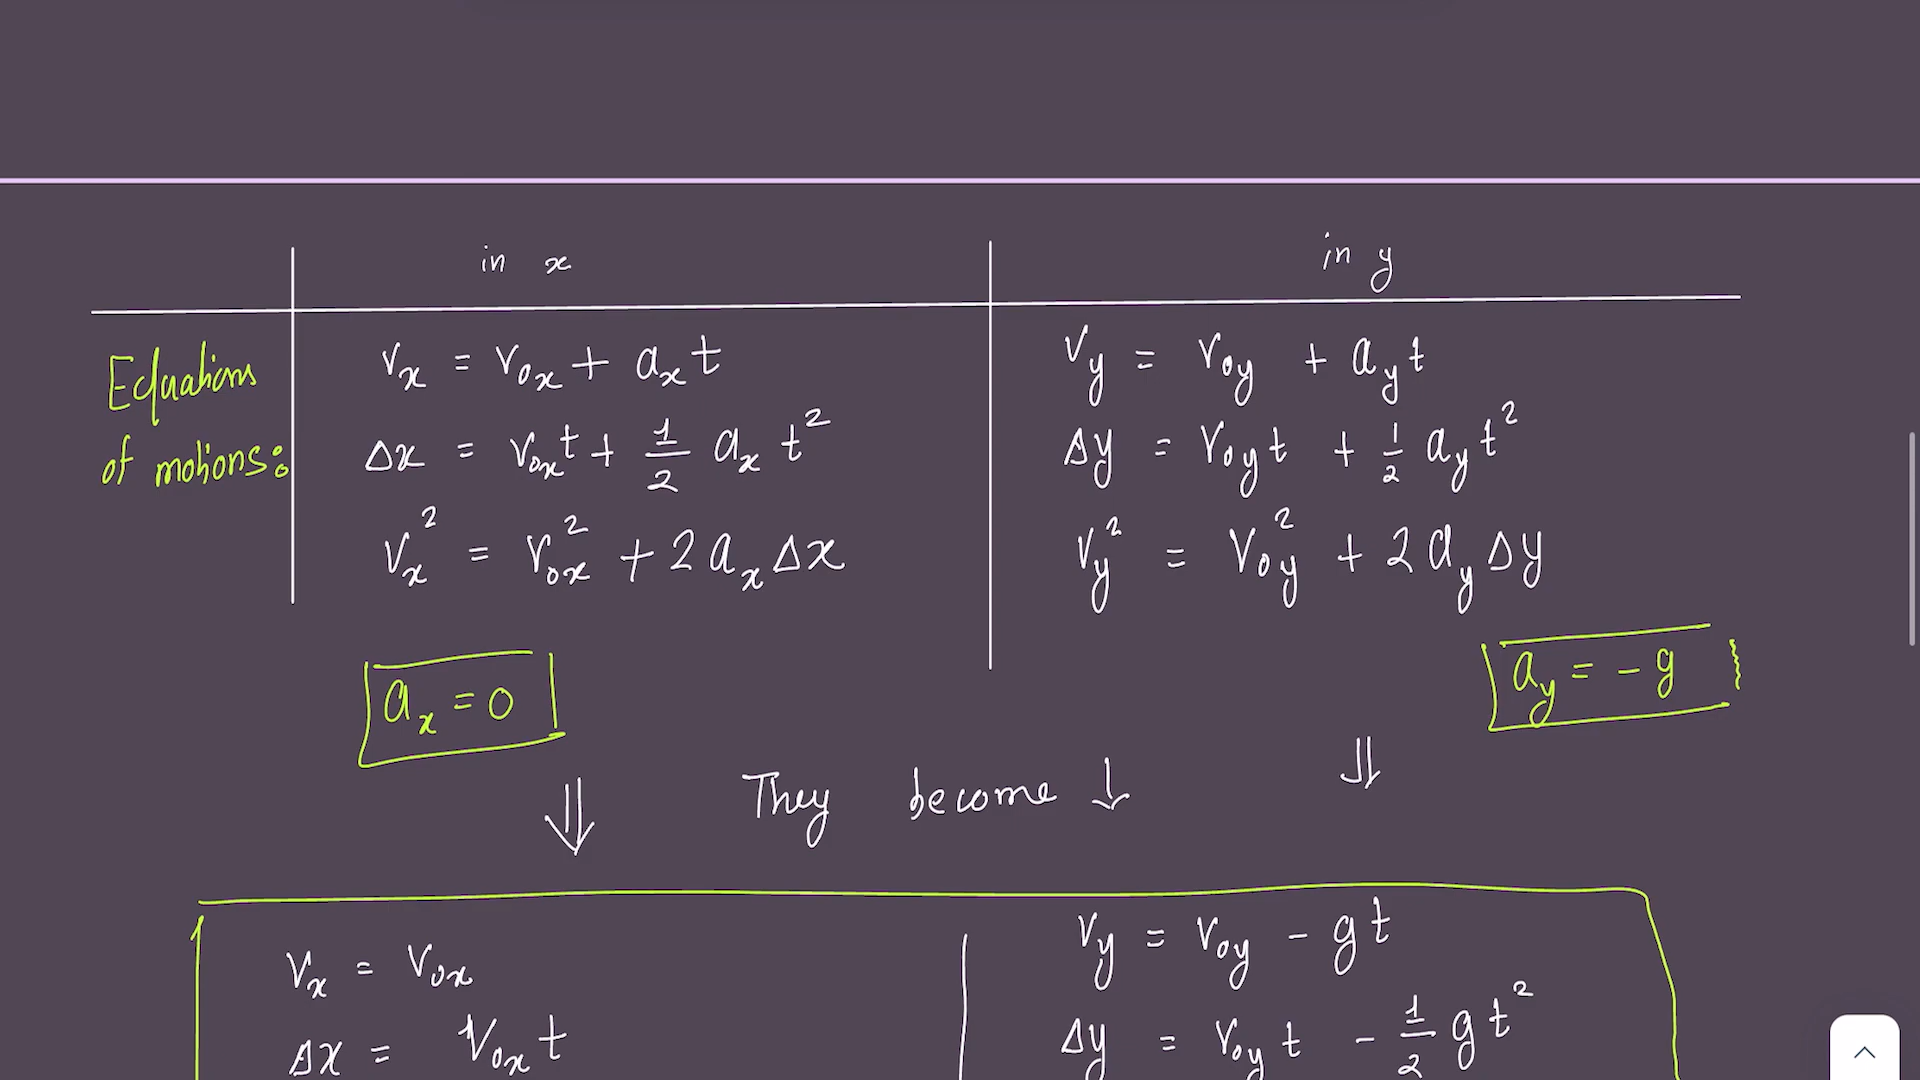 in x
in y
Equations of motions:
Vx = V0x + ax t
Vy = V0y + ay t
Δx = V0x t + 1/2 ax t²
Δy = V0y t + 1/2 ay t²
Vx² = V0x² + 2 ax Δx
Vy² = V0y² + 2 ay Δy
ax = 0
ay = - g
⇓ They become ↓ ⇓
Vx = V0x
Vy = V0y - gt
Δx = V0x t
Δy = V0y t - 1/2 g t²